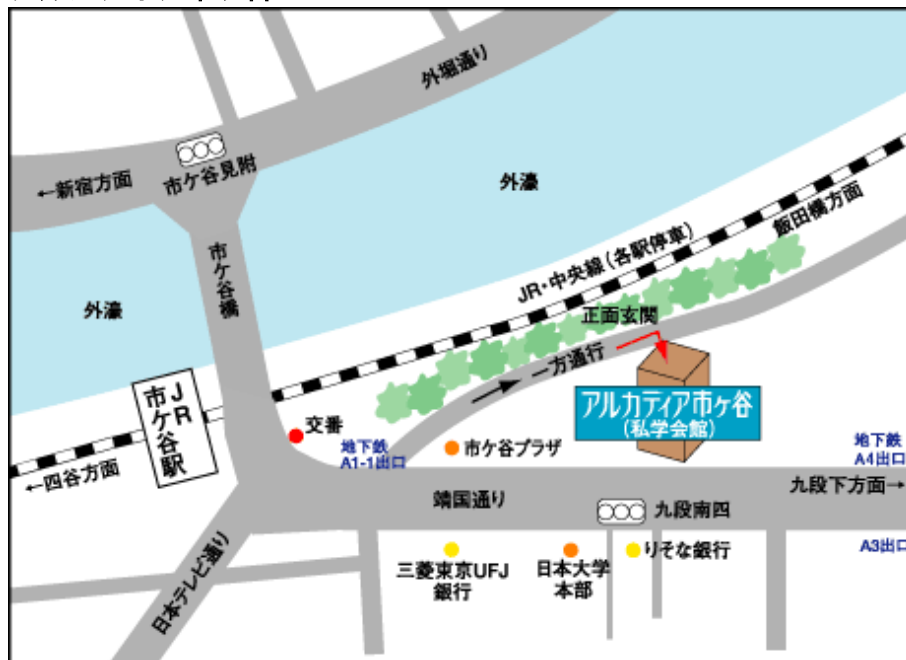 外堀通り
市ケ谷見附
←新宿方面
外濠
飯田橋方面
市ケ谷橋
JR・中央線(各駅停車)
外濠
正面玄関
一方通行
JR
市ケ谷駅
アルカディア市ヶ谷
(私学会館)
交番
地下鉄
A1-1出口
市ケ谷プラザ
地下鉄
A4出口
←四谷方面
九段下方面→
靖国通り
九段南四
A3出口
三菱東京UFJ
銀行
日本大学
本部
りそな銀行
日本テレビ通り